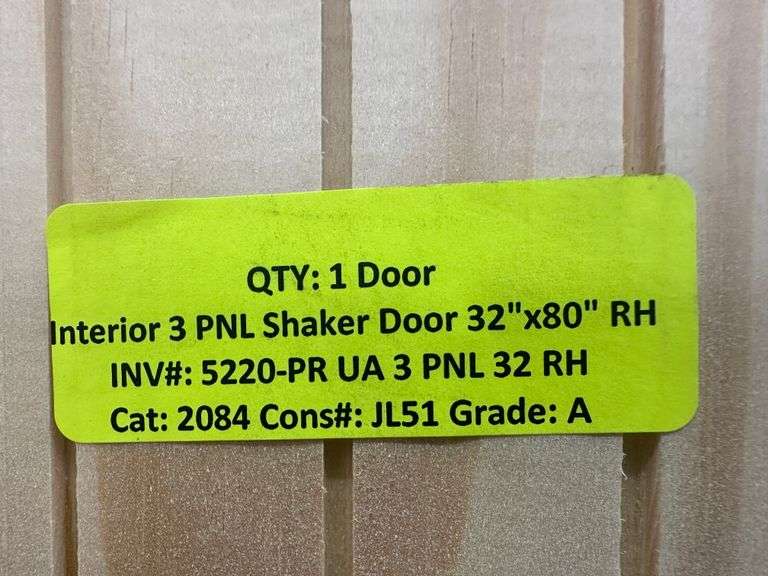 QTY: 1 Door
Interior 3 PNL Shaker Door 32"x80" RH
INV#: 5220-PR UA 3 PNL 32 RH
Cat: 2084 Cons#: JL51 Grade: A